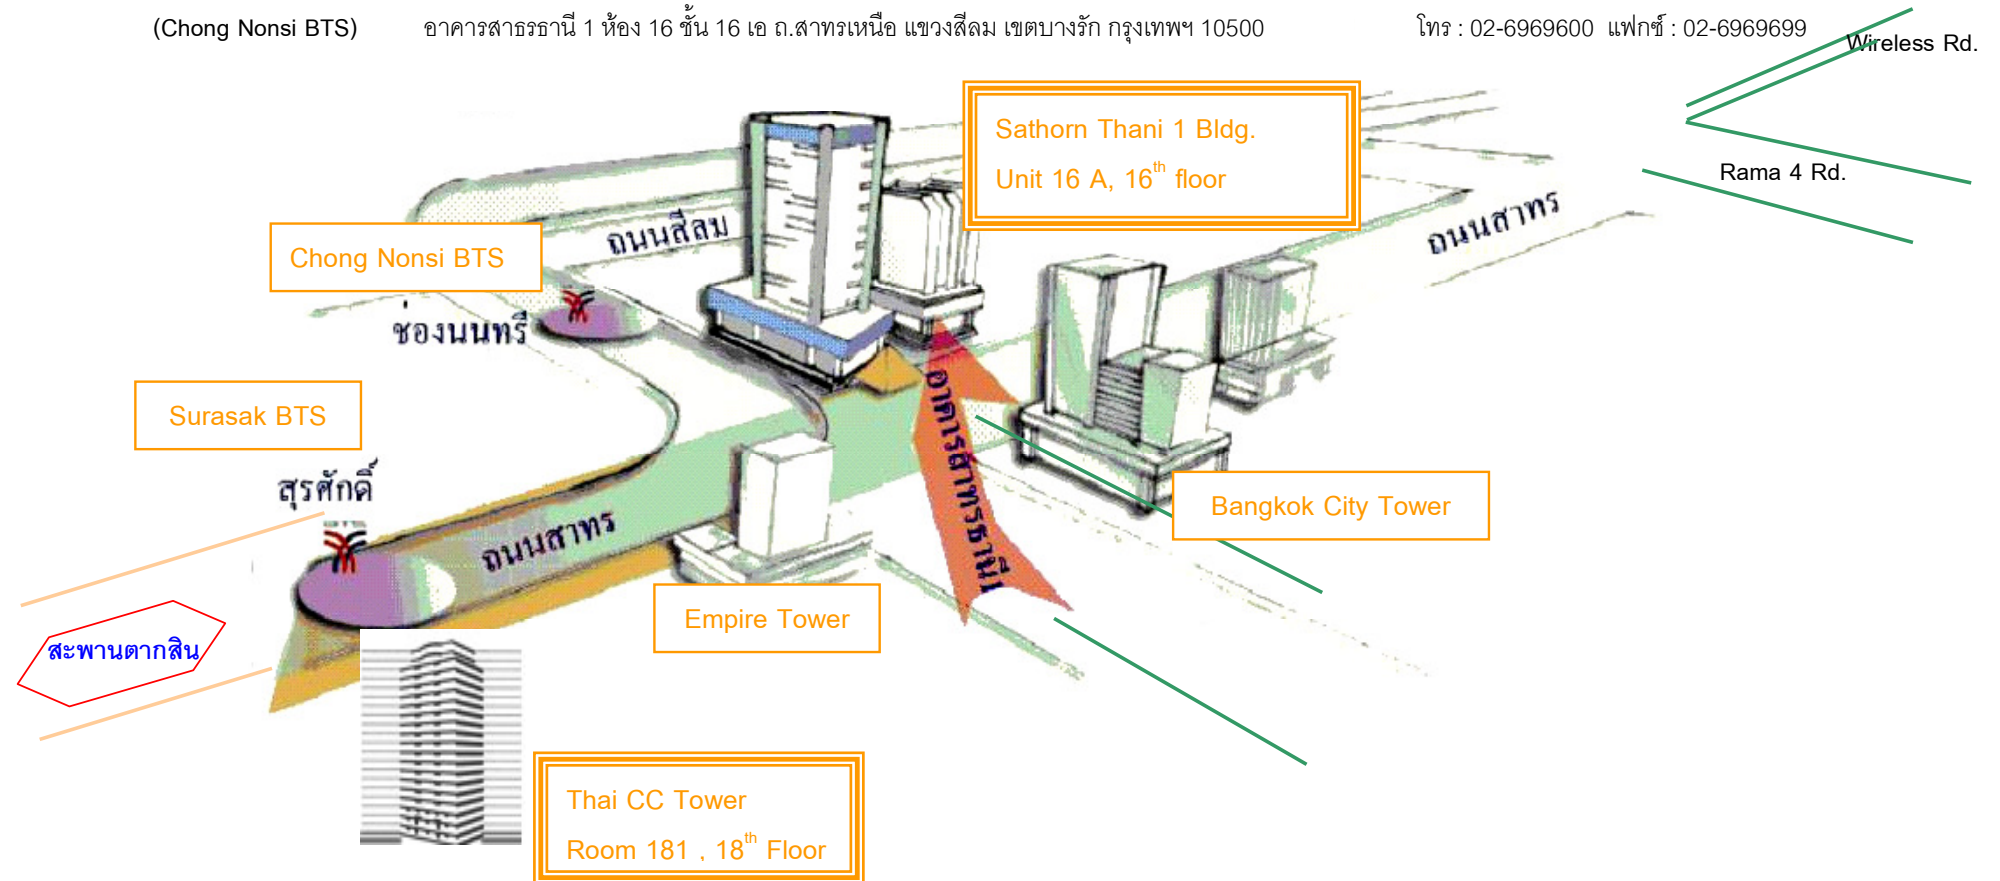 (Chong Nonsi BTS) อาคารสาธรธานี 1 ห้อง 16 ชั้น 16 เอ ถ.สาทรเหนือ แขวงสีลม เขตบางรัก กรุงเทพฯ 10500 โทร : 02-6969600 แฟกซ์ : 02-6969699
Wireless Rd.
Sathorn Thani 1 Bldg.
Unit 16 A, 16th floor
Rama 4 Rd.
ถนนสีลม
ถนนสาทร
Chong Nonsi BTS
ช่องนนทรี
Surasak BTS
สุรศักดิ์
อาคารสาทรธานี
Bangkok City Tower
ถนนสาทร
Empire Tower
สะพานตากสิน
Thai CC Tower
Room 181 , 18th Floor